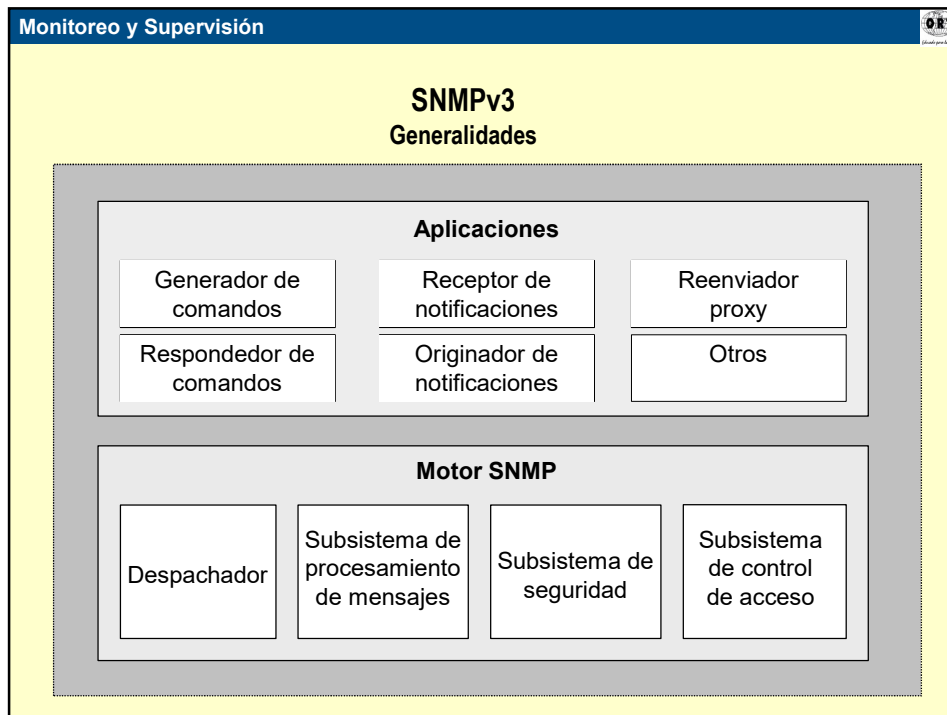 Monitoreo y Supervisión
ORT
SNMPv3
Generalidades
Aplicaciones
Generador de
comandos
Receptor de
notificaciones
Reenviador
proxy
Respondedor de
comandos
Originador de
notificaciones
Otros
Motor SNMP
Despachador
Subsistema de
procesamiento
de mensajes
Subsistema de
seguridad
Subsistema
de control
de acceso